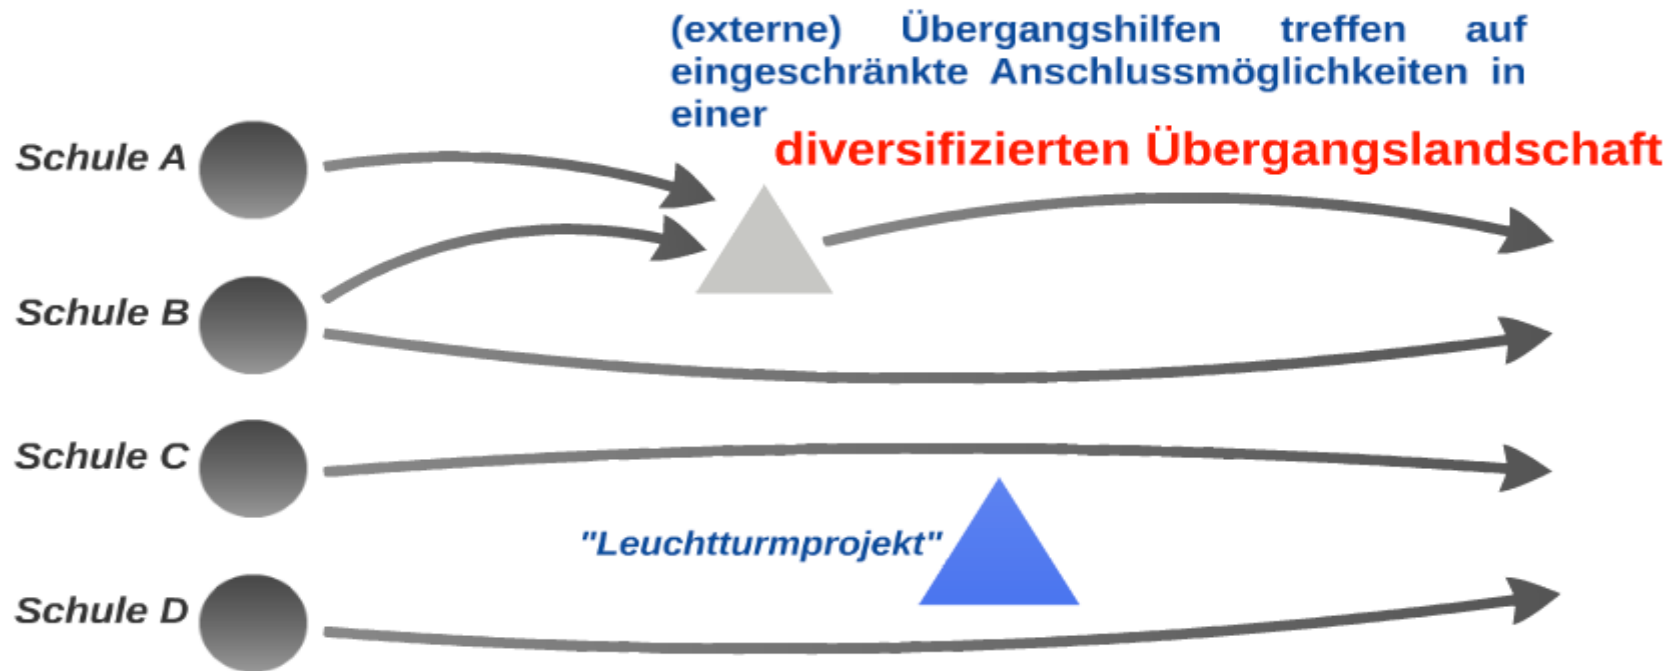 (externe) Übergangshilfen treffen auf
eingeschränkte Anschlussmöglichkeiten in
einer
diversifizierten Übergangslandschaft
Schule A
Schule B
Schule C
"Leuchtturmprojekt"
Schule D